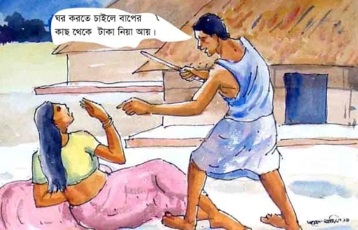 ঘর করতে চাইলে বাপের
কাছ থেকে টাকা নিয়া আয়।